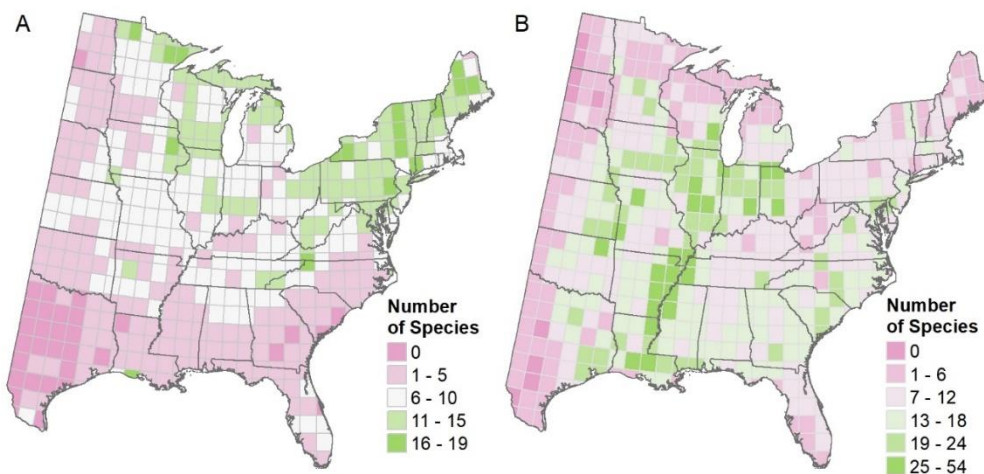 A
B
Number
of Species
0
1 - 5
6 - 10
11 - 15
16 - 19
Number
of Species
0
1 - 6
7 - 12
13 - 18
19 - 24
25 - 54